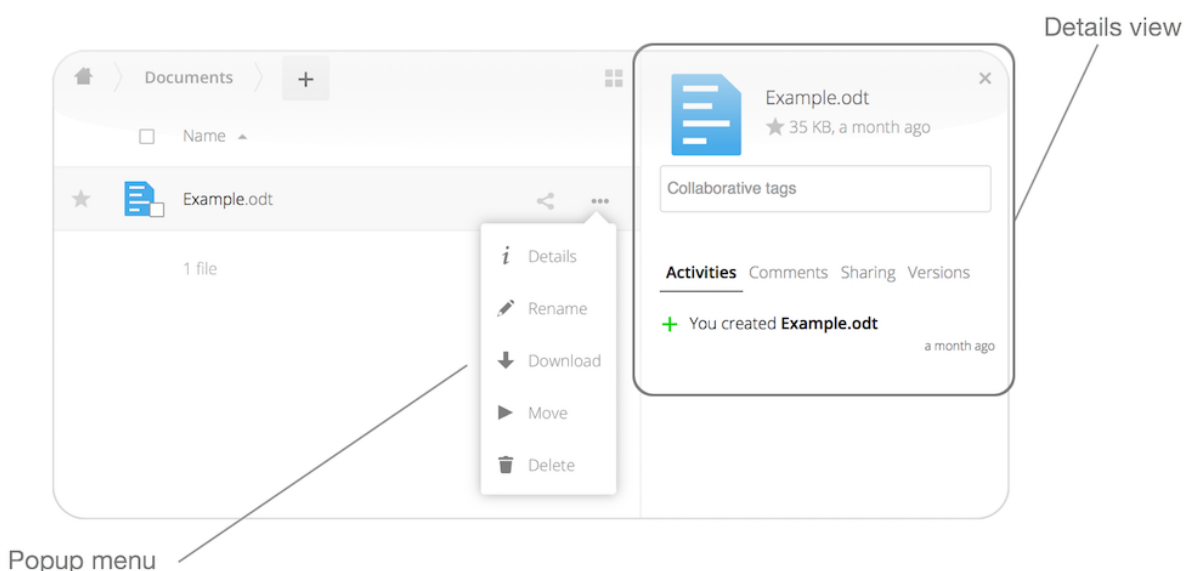 Details view
Documents
+
Name
Example.odt
1 file
Details
Rename
Download
Move
Delete
Example.odt
35 KB, a month ago
Collaborative tags
Activities Comments Sharing Versions
+ You created Example.odt
a month ago
Popup menu